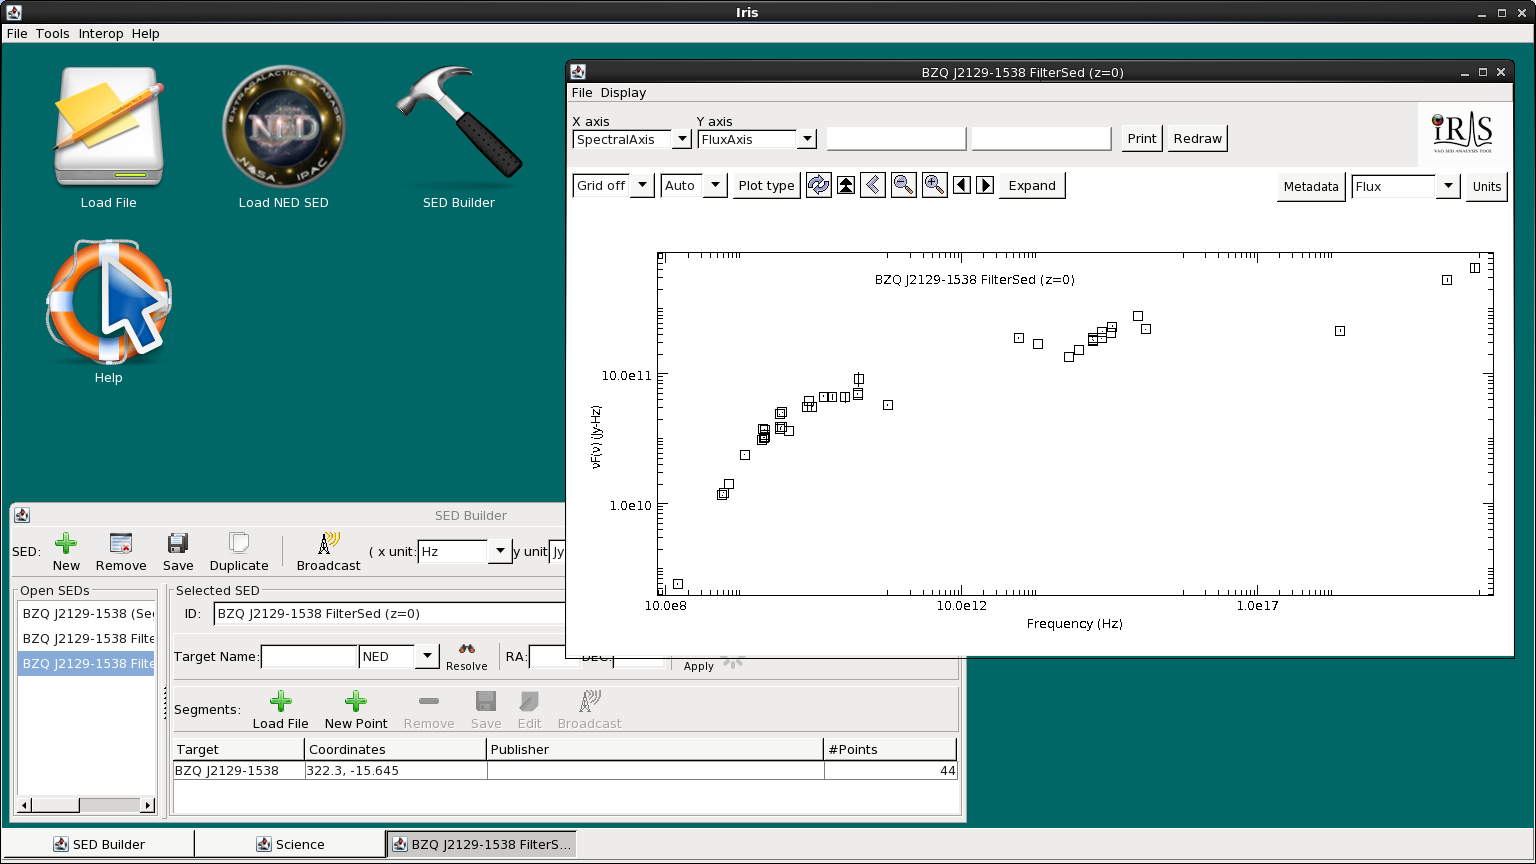 Iris
File Tools Interop Help
Load File
EXTRAGALACTIC DATABASE
NED
NASA IPAC
Load NED SED
SED Builder
Help
BZQ J2129-1538 FilterSed (z=0)
File Display
X axis Y axis
SpectralAxis FluxAxis Print Redraw
IRIS
VAO SED ANALYSIS TOOL
Grid off Auto Plot type Expand Metadata Flux Units
BZQ J2129-1538 FilterSed (z=0)
10.0e11
1.0e10
νF(ν) (Jy-Hz)
10.0e8 10.0e12 1.0e17
Frequency (Hz)
SED Builder
SED: New Remove Save Duplicate Broadcast ( x unit: Hz y unit Jy
Open SEDs
BZQ J2129-1538 (Se
BZQ J2129-1538 Filte
BZQ J2129-1538 Filte
Selected SED
ID: BZQ J2129-1538 FilterSed (z=0)
Target Name: NED Resolve RA: DEC: Apply
Segments: Load File New Point Remove Save Edit Broadcast
Target Coordinates Publisher #Points
BZQ J2129-1538 322.3, -15.645 44
SED Builder Science BZQ J2129-1538 FilterS...